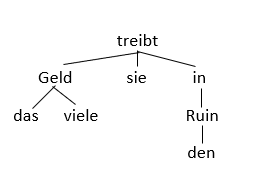 treibt
Geld sie in
das viele Ruin
den